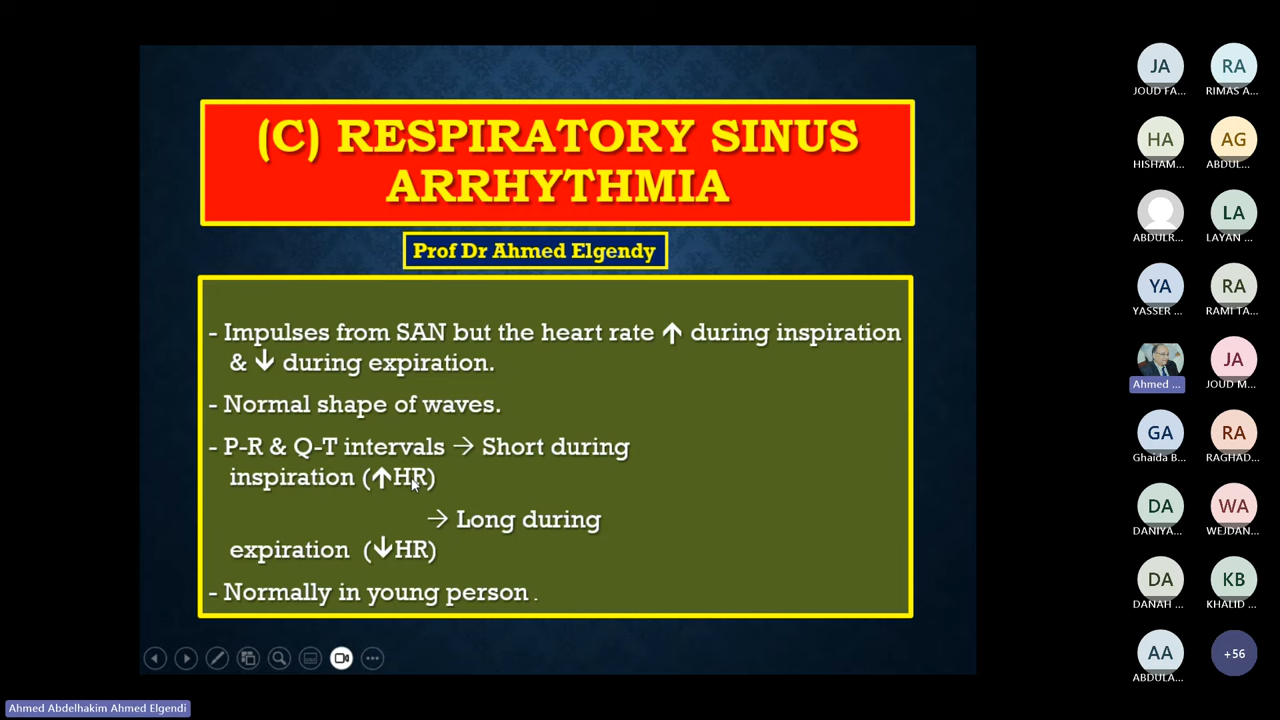 (C) RESPIRATORY SINUS
ARRHYTHMIA
Prof Dr Ahmed Elgendy
- Impulses from SAN but the heart rate ↑ during inspiration
& ↓ during expiration.
- Normal shape of waves.
- P-R & Q-T intervals → Short during
inspiration (↑HR)
→ Long during
expiration (↓HR)
- Normally in young person .
JA
JOUD FA...
RA
RIMAS A...
HA
HISHAM...
AG
ABDUL...
ABDULR...
LA
LAYAN ...
YA
YASSER ...
RA
RAMI TA...
Ahmed ...
JA
JOUD M...
GA
Ghaida B...
RA
RAGHAD...
DA
DANIYA...
WA
WEJDAN...
DA
DANAH ...
KB
KHALID ...
AA
ABDULA...
+56
Ahmed Abdelhakim Ahmed Elgendi